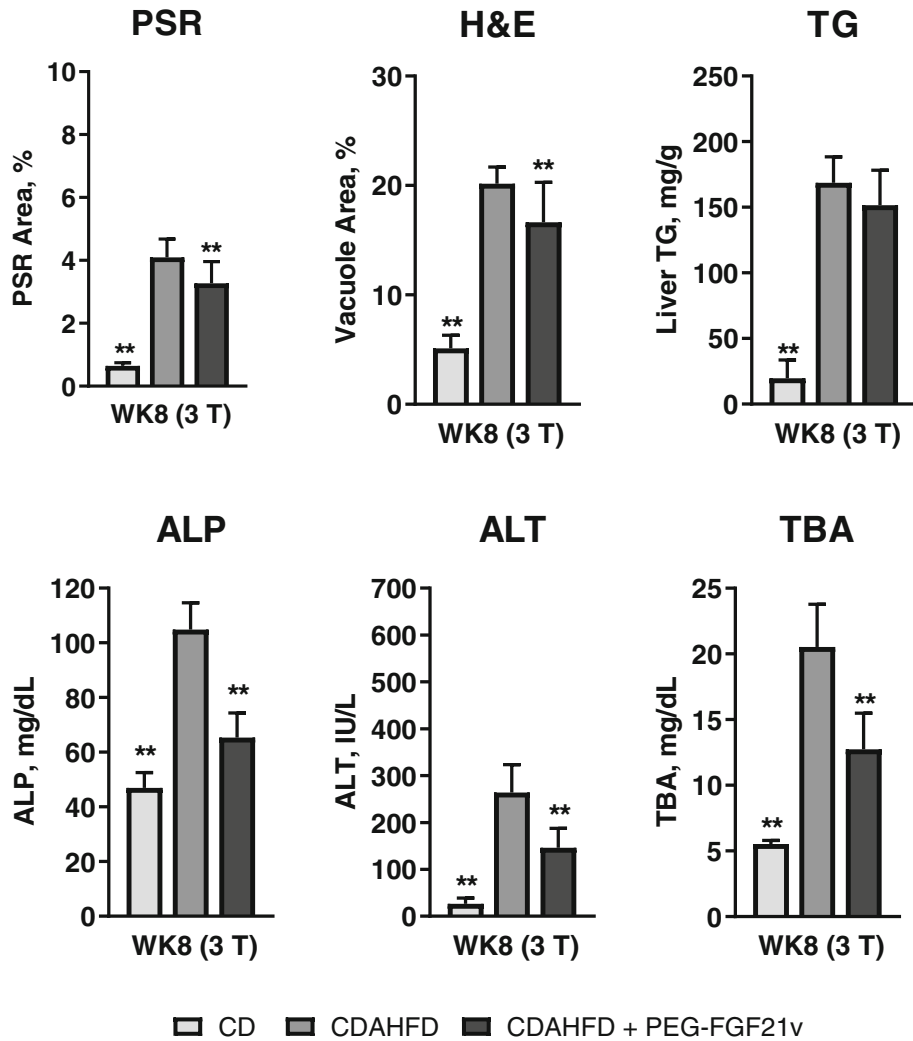 PSR
H&E
TG
PSR Area, %
10
8
6
4
2
0
**
**
WK8 (3 T)
Vacuole Area, %
30
20
10
0
**
**
WK8 (3 T)
Liver TG, mg/g
250
200
150
100
50
0
**
WK8 (3 T)
ALP
ALT
TBA
ALP, mg/dL
120
100
80
60
40
20
0
**
**
WK8 (3 T)
ALT, IU/L
700
600
500
400
300
200
100
0
**
**
WK8 (3 T)
TBA, mg/dL
25
20
15
10
5
0
**
**
WK8 (3 T)
CD CDAHFD CDAHFD + PEG-FGF21v